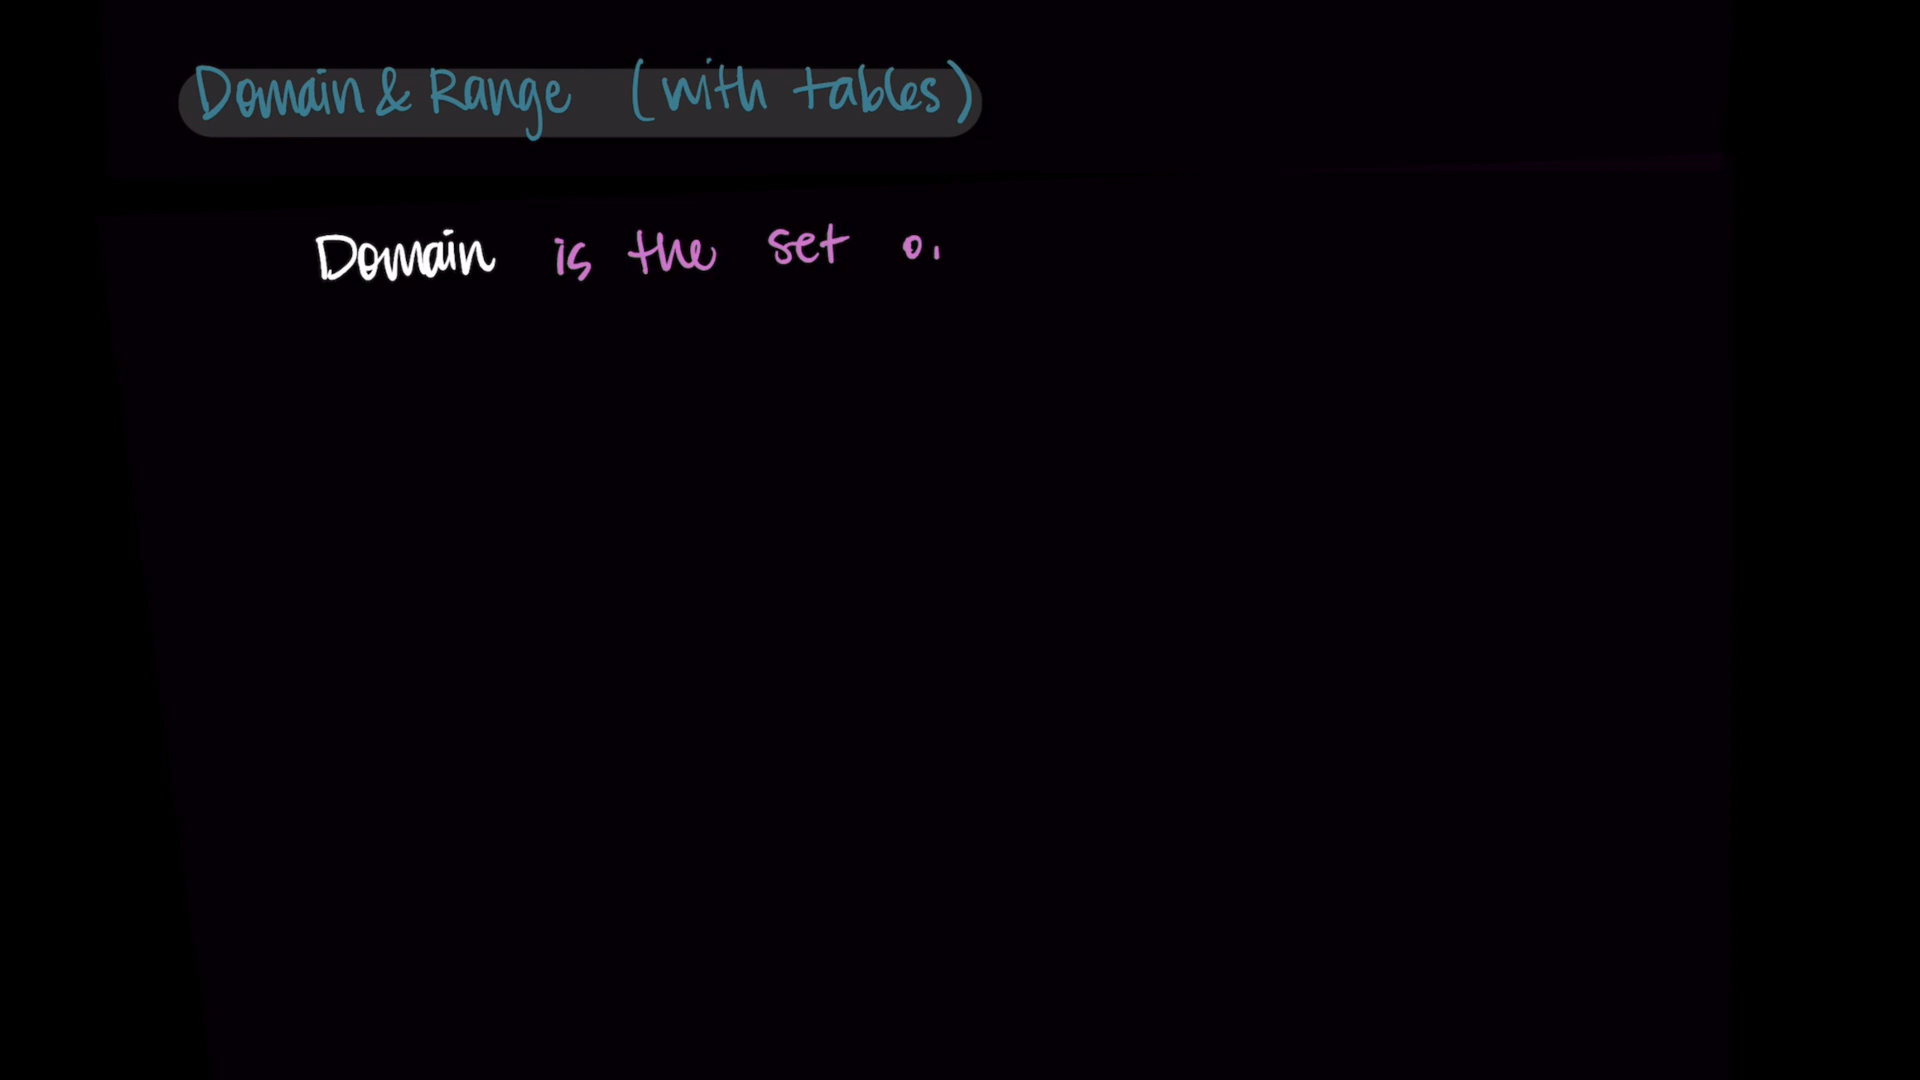 Domain & Range (with tables)
Domain is the set